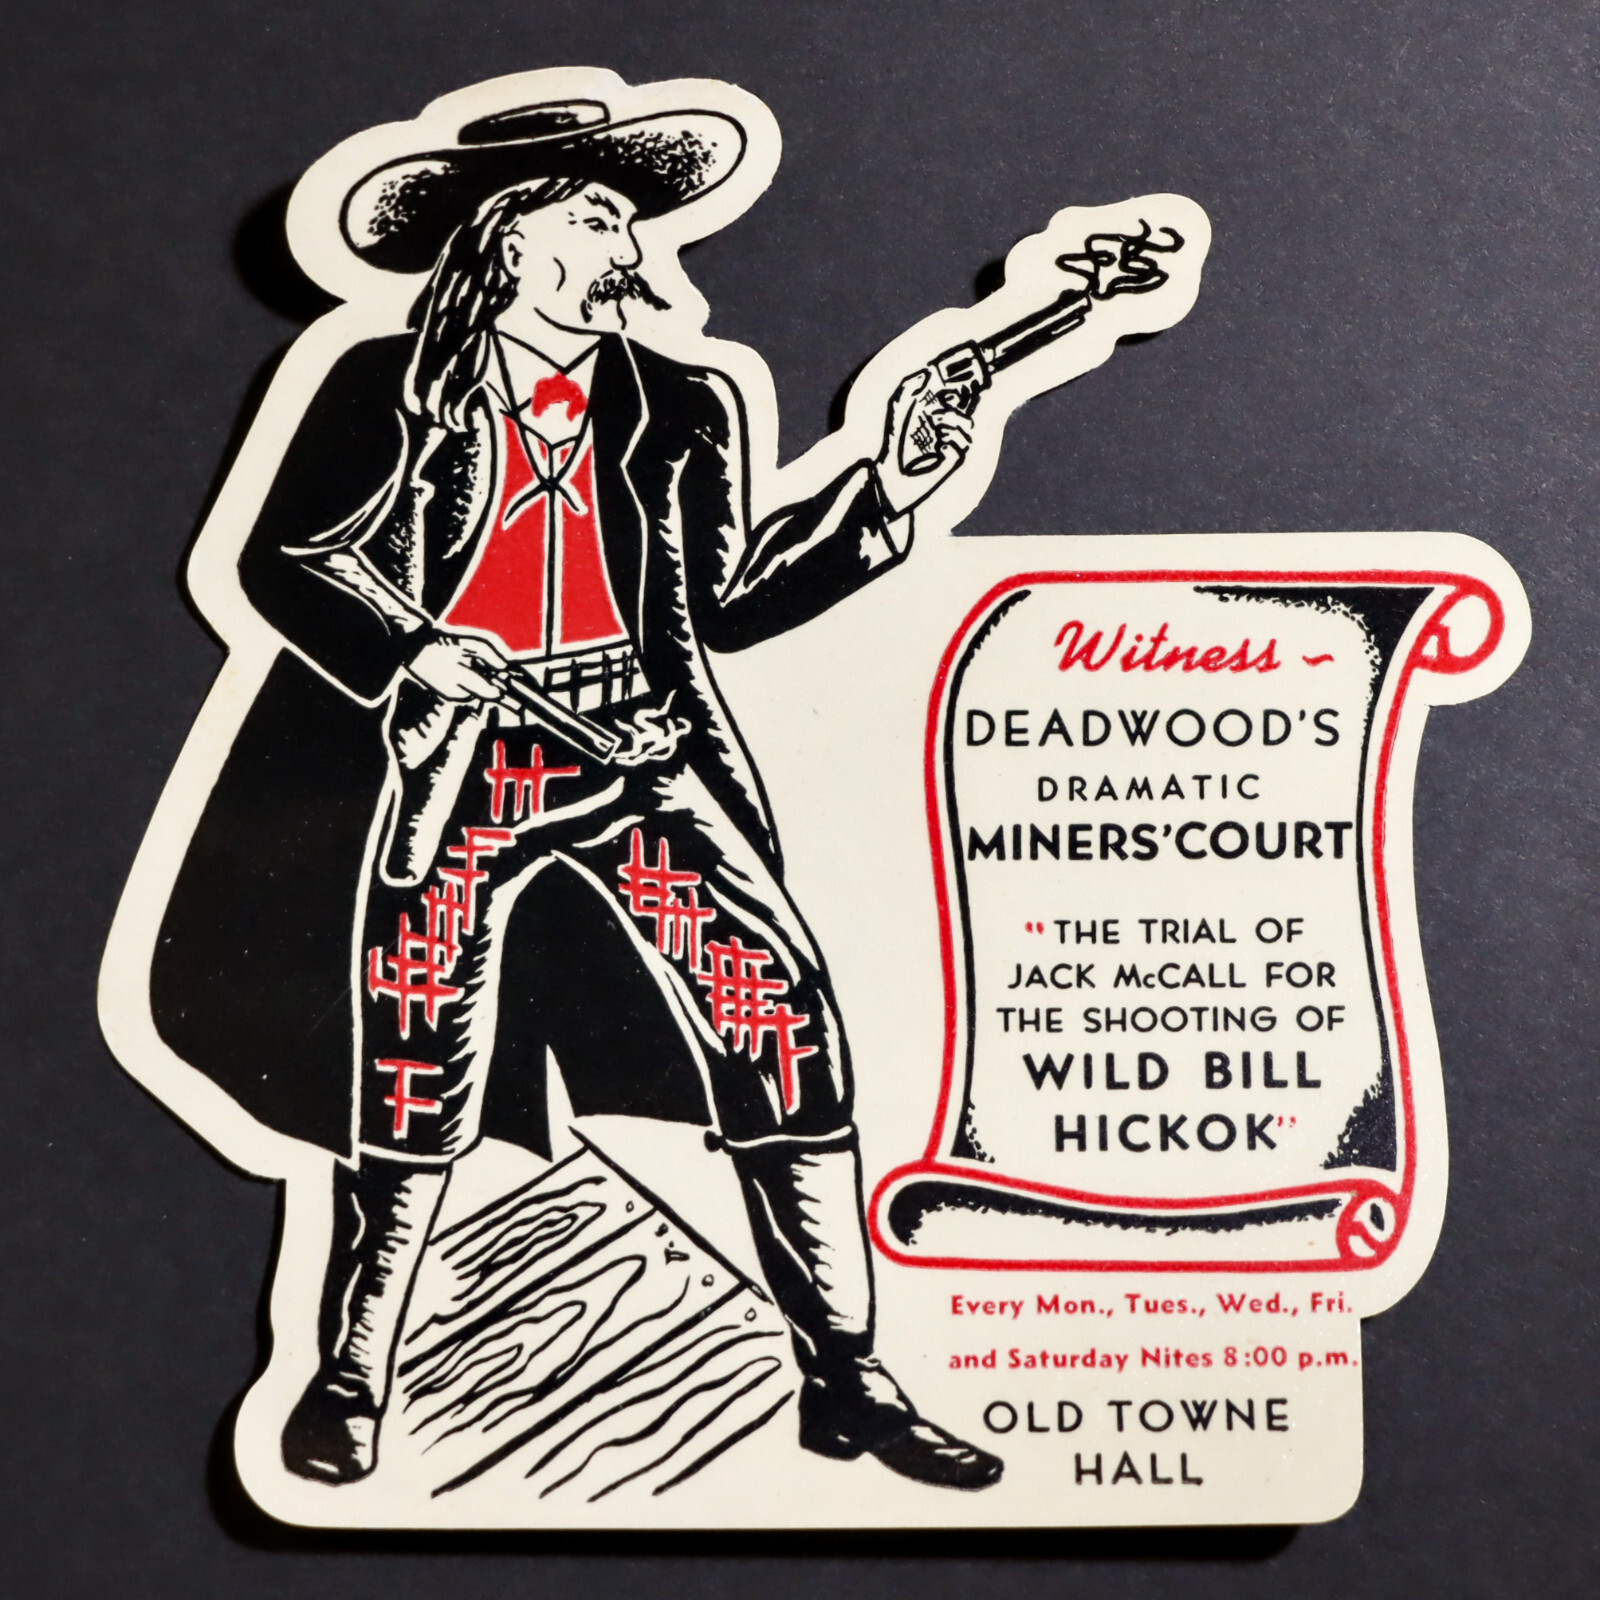 Witness ~
DEADWOOD'S
DRAMATIC
MINERS' COURT
"THE TRIAL OF
JACK McCALL FOR
THE SHOOTING OF
WILD BILL
HICKOK"
Every Mon., Tues., Wed., Fri.
and Saturday Nites 8:00 p.m.
OLD TOWNE
HALL